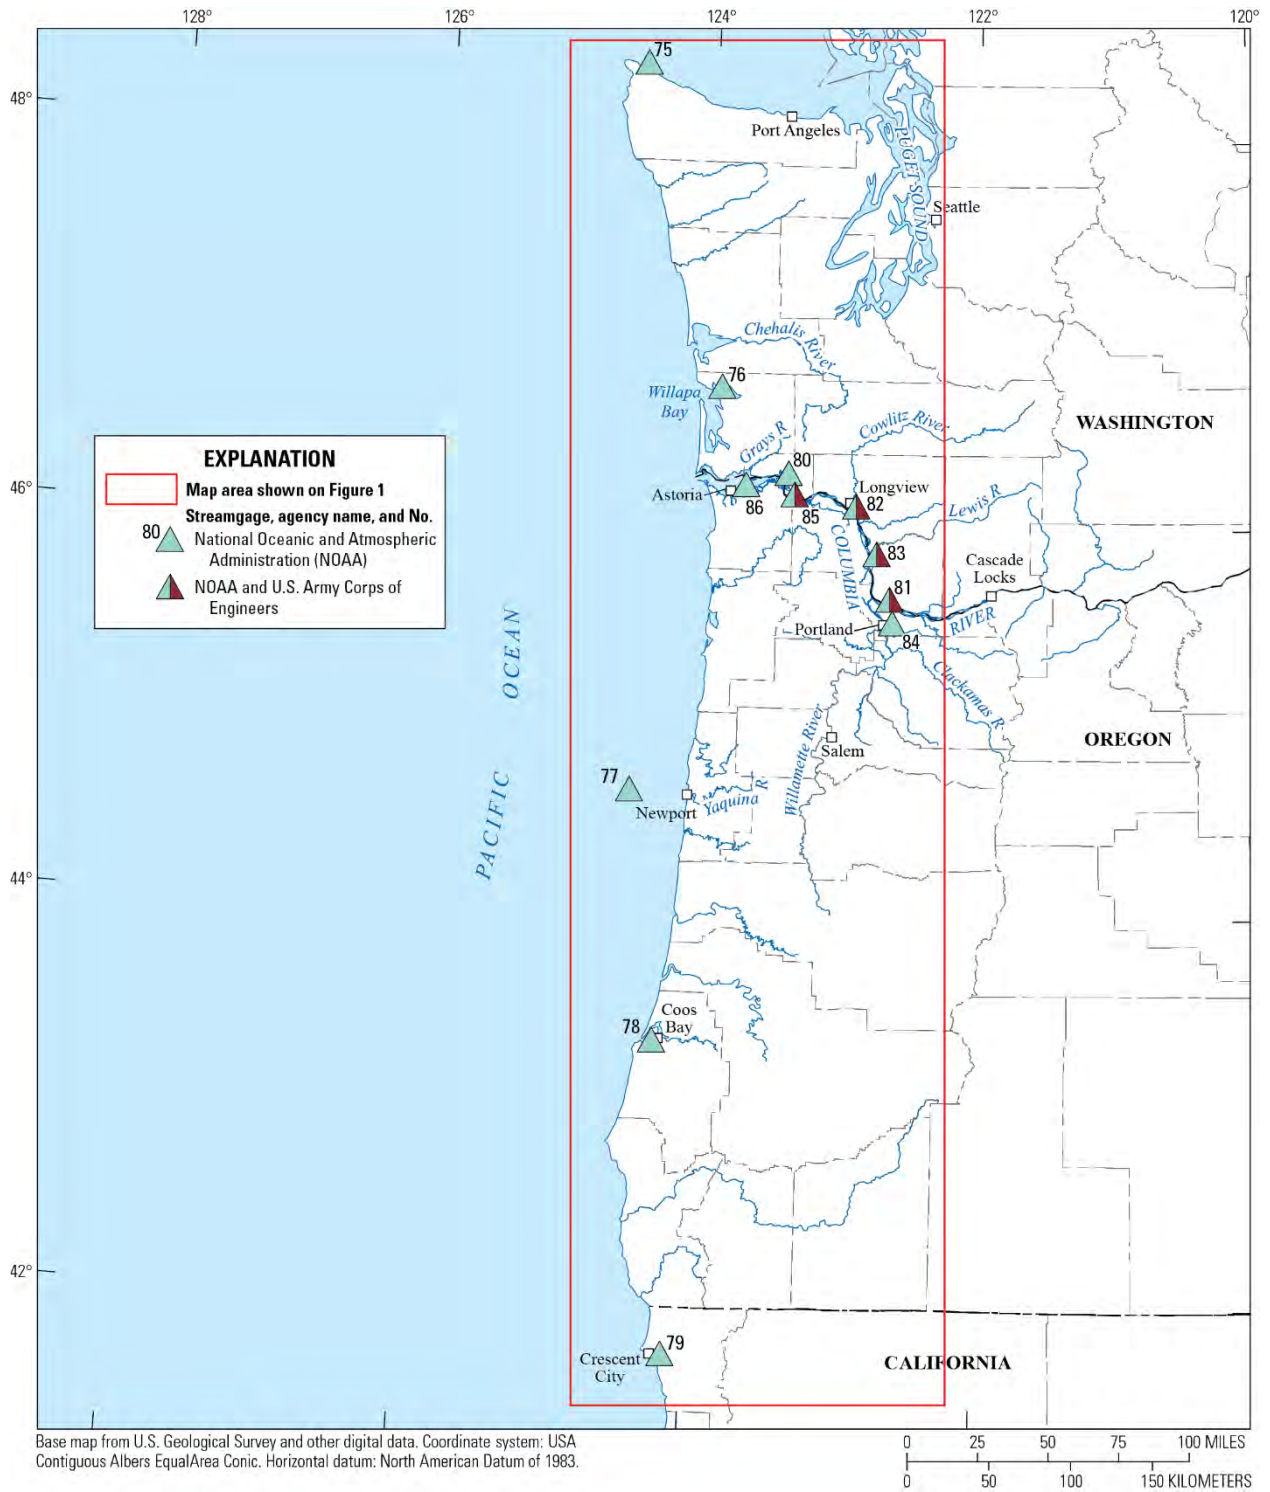 128°
126°
124°
122°
120°
75
48°
Port Angeles
PUGET SOUND
Seattle
Chehalis River
76
Willapa
Bay
WASHINGTON
Cowlitz River
Grays R
EXPLANATION
Map area shown on Figure 1
Streamgage, agency name, and No.
80
National Oceanic and Atmospheric
Administration (NOAA)
NOAA and U.S. Army Corps of
Engineers
46°
80
Astoria
86
85
Longview
82
Lewis R
83
COLUMBIA
RIVER
Cascade
Locks
81
Portland
84
Clackamas R
PACIFIC OCEAN
OREGON
Willamette River
Salem
77
Newport
Yaquina R
44°
Coos
Bay
78
42°
79
Crescent
City
CALIFORNIA
Base map from U.S. Geological Survey and other digital data. Coordinate system: USA
Contiguous Albers EqualArea Conic. Horizontal datum: North American Datum of 1983.
0 25 50 75 100 MILES
0 50 100 150 KILOMETERS